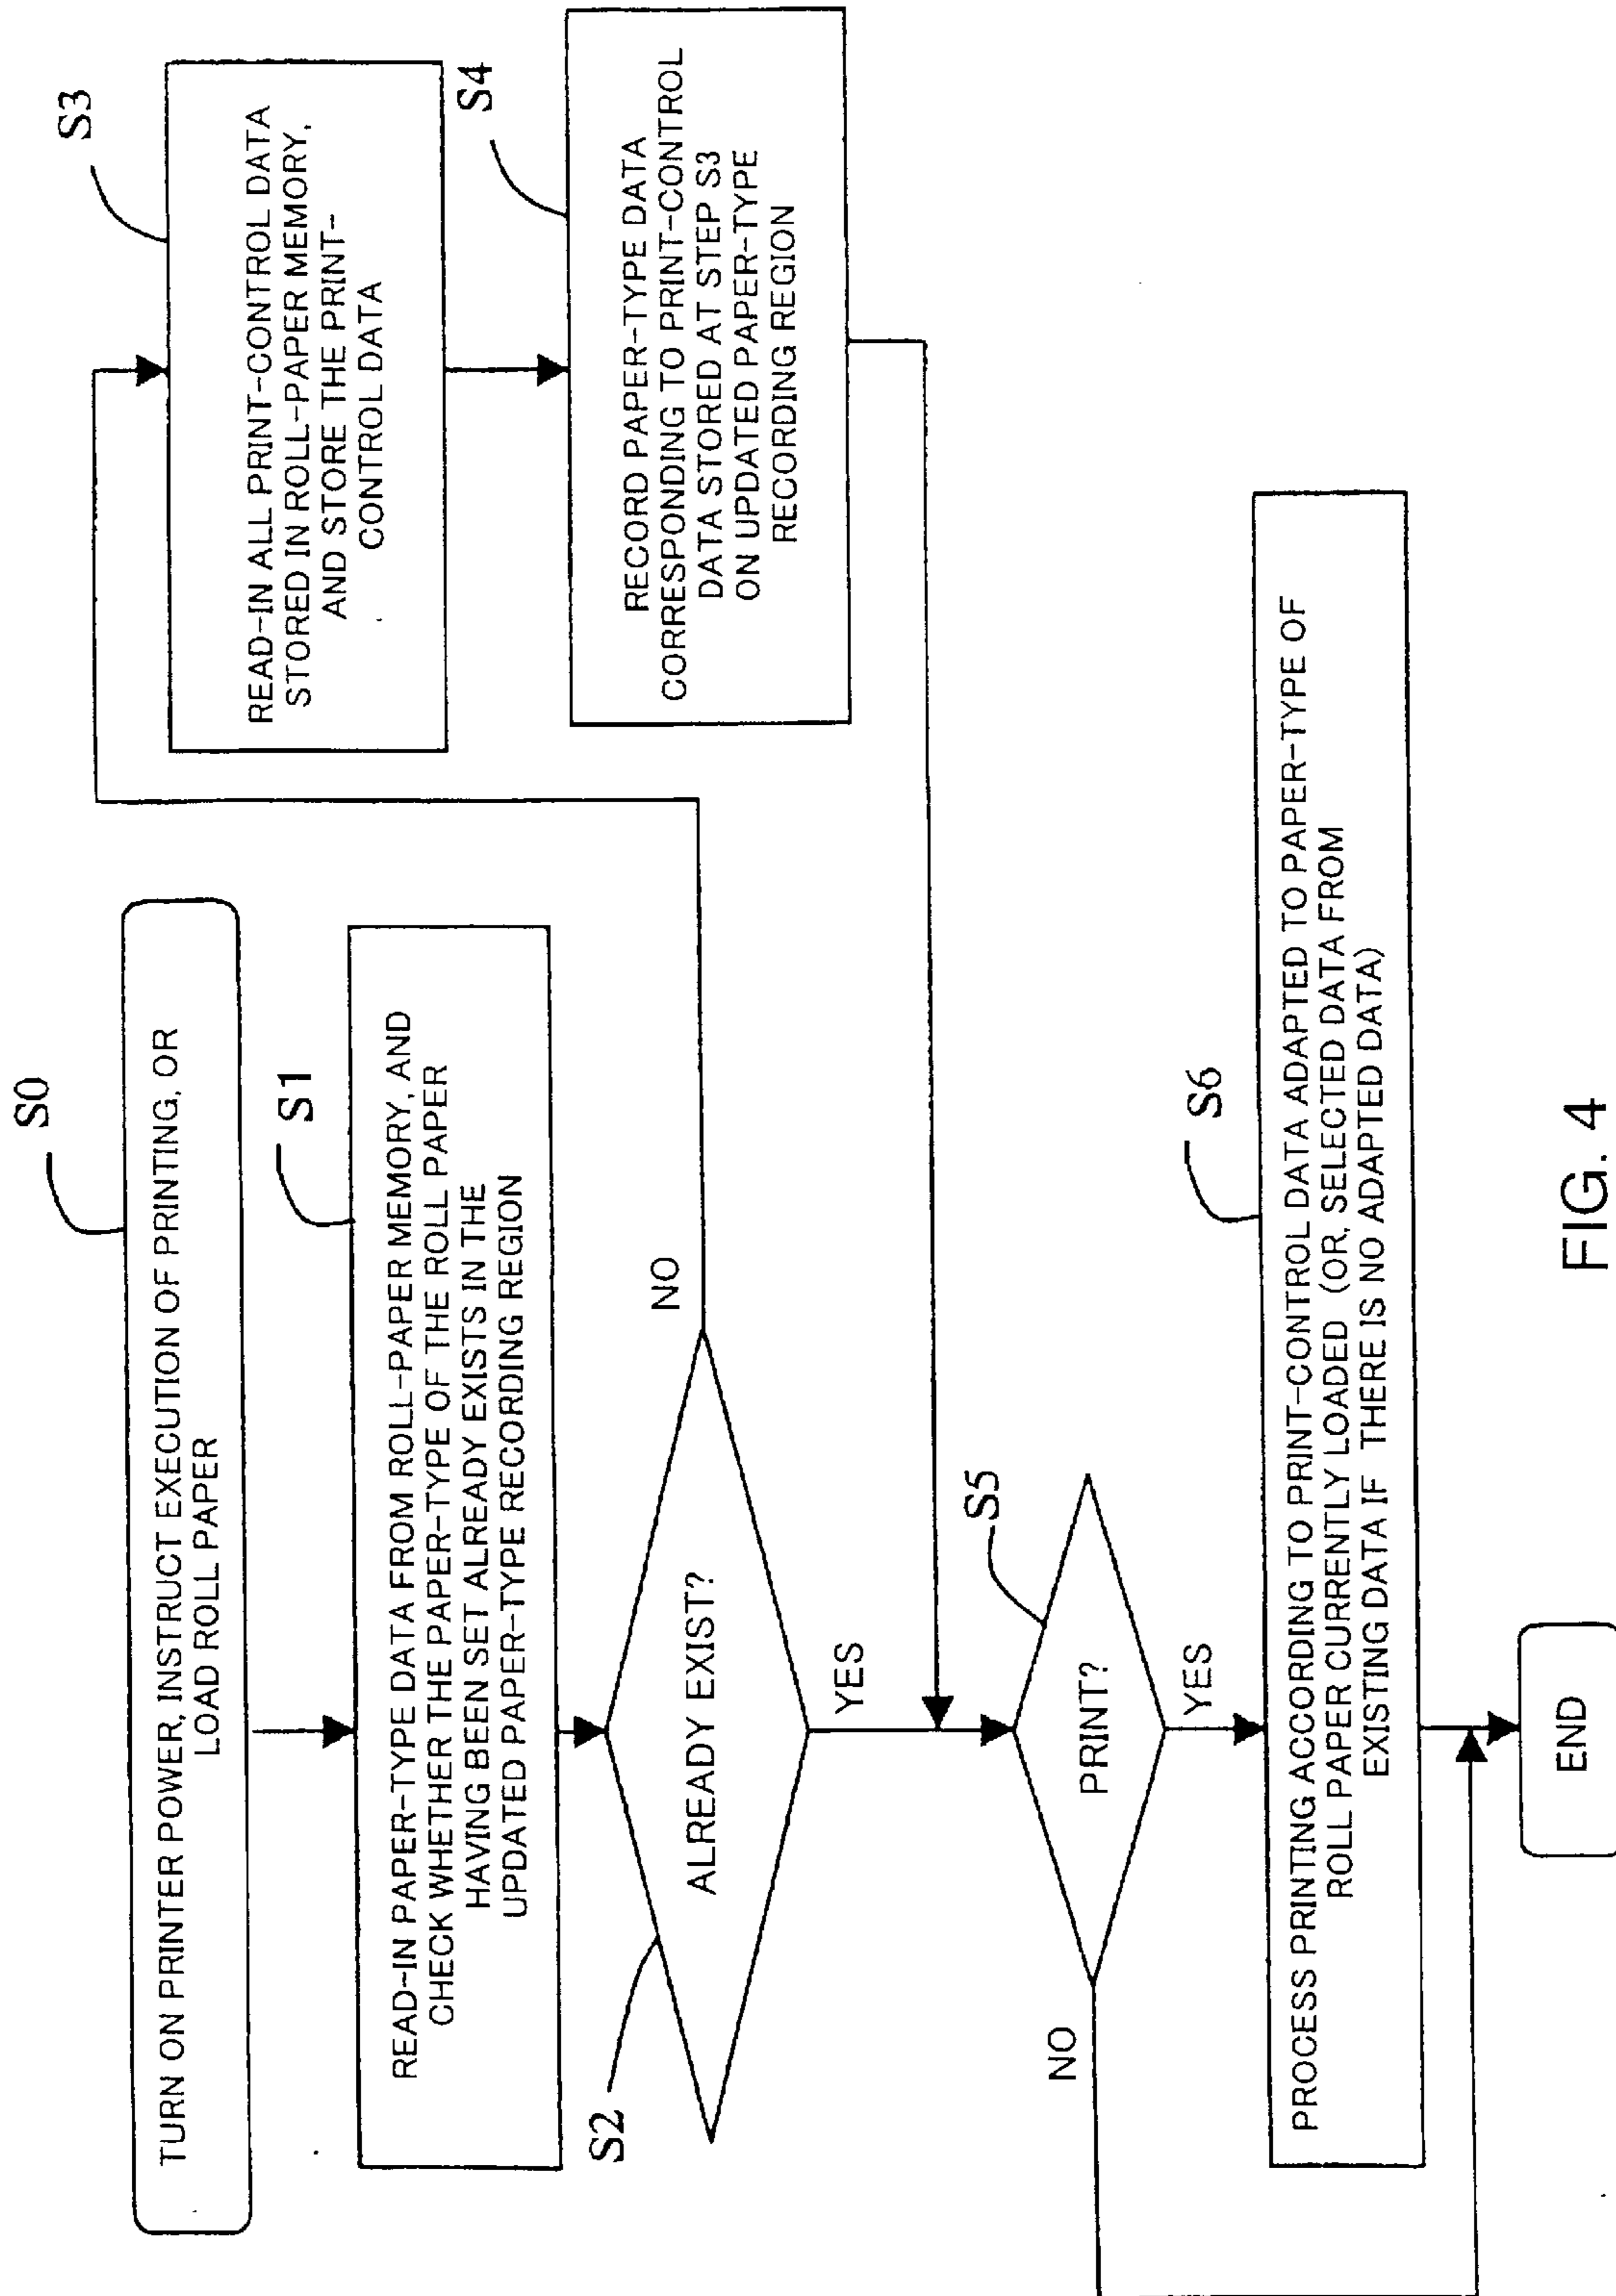 S0
TURN ON PRINTER POWER, INSTRUCT EXECUTION OF PRINTING, OR
LOAD ROLL PAPER
S1
READ-IN PAPER-TYPE DATA FROM ROLL-PAPER MEMORY, AND
CHECK WHETHER THE PAPER-TYPE OF THE ROLL PAPER
HAVING BEEN SET ALREADY EXISTS IN THE
UPDATED PAPER-TYPE RECORDING REGION
S2
ALREADY EXIST?
NO
YES
S3
READ-IN ALL PRINT-CONTROL DATA
STORED IN ROLL-PAPER MEMORY,
AND STORE THE PRINT-
CONTROL DATA
S4
RECORD PAPER-TYPE DATA
CORRESPONDING TO PRINT-CONTROL
DATA STORED AT STEP S3
ON UPDATED PAPER-TYPE
RECORDING REGION
S5
PRINT?
NO
YES
S6
PROCESS PRINTING ACCORDING TO PRINT-CONTROL DATA ADAPTED TO PAPER-TYPE OF
ROLL PAPER CURRENTLY LOADED (OR, SELECTED DATA FROM
EXISTING DATA IF THERE IS NO ADAPTED DATA)
END
FIG. 4